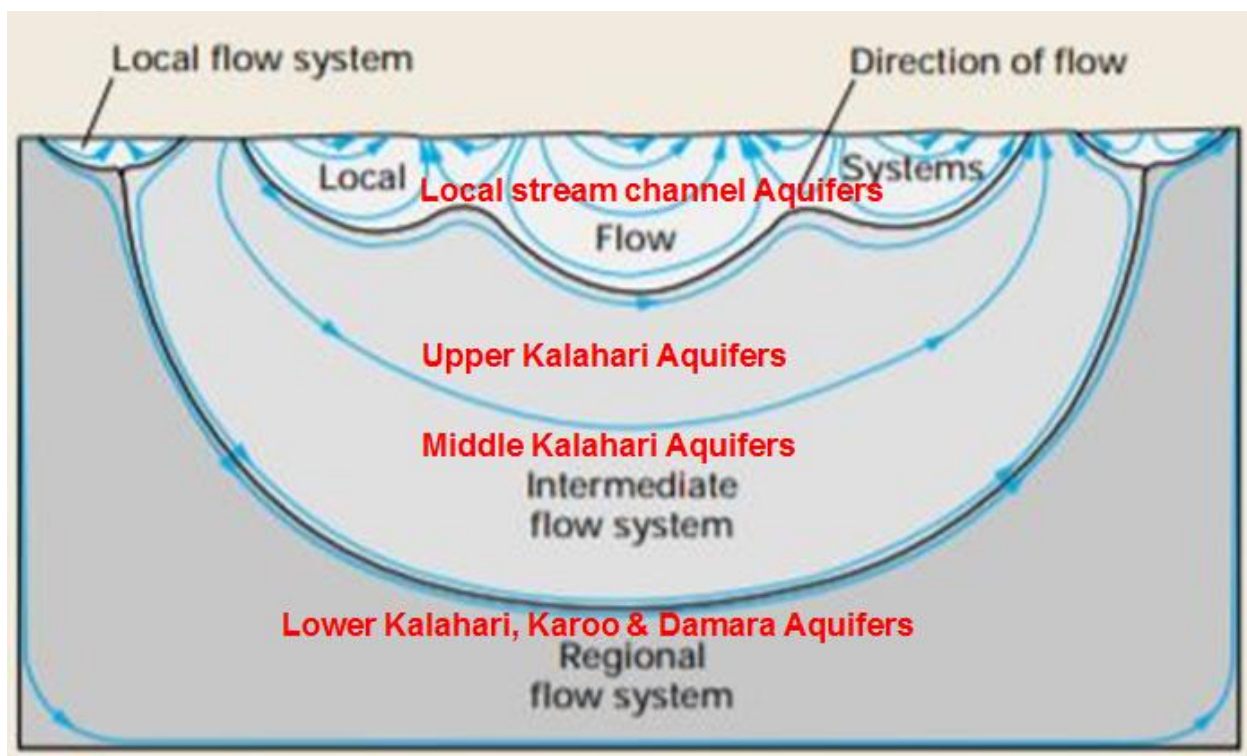 Local flow system
Direction of flow
Local
Systems
Local stream channel Aquifers
Flow
Upper Kalahari Aquifers
Middle Kalahari Aquifers
Intermediate
flow system
Lower Kalahari, Karoo & Damara Aquifers
Regional
flow system